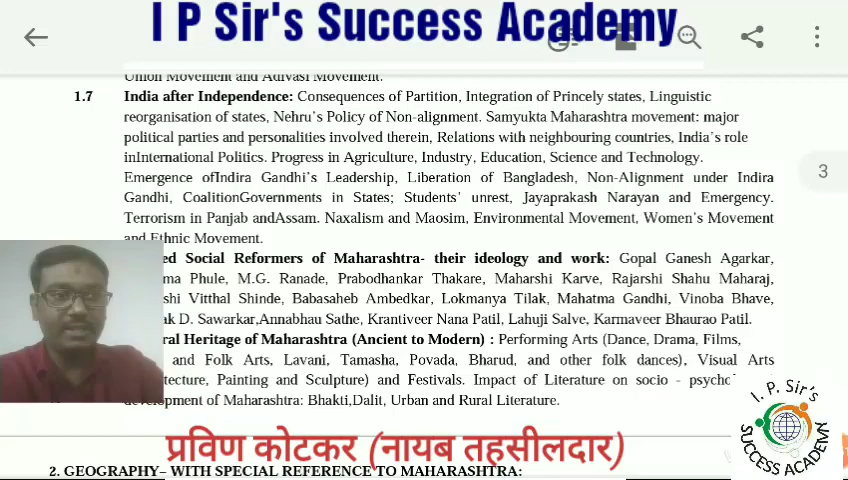 I P Sir's Success Academy
Union Movement and Adivasi Movement.
1.7 India after Independence: Consequences of Partition, Integration of Princely states, Linguistic
reorganisation of states, Nehru's Policy of Non-alignment. Samyukta Maharashtra movement: major
political parties and personalities involved therein, Relations with neighbouring countries, India's role
inInternational Politics. Progress in Agriculture, Industry, Education, Science and Technology.
3
Emergence ofIndira Gandhi's Leadership, Liberation of Bangladesh, Non-Alignment under Indira
Gandhi, CoalitionGovernments in States; Students' unrest, Jayaprakash Narayan and Emergency.
Terrorism in Panjab andAssam. Naxalism and Maosim, Environmental Movement, Women's Movement
and Ethnic Movement.
Social Reformers of Maharashtra- their ideology and work: Gopal Ganesh Agarkar,
Phule, M.G. Ranade, Prabodhankar Thakare, Maharshi Karve, Rajarshi Shahu Maharaj,
Vitthal Shinde, Babasaheb Ambedkar, Lokmanya Tilak, Mahatma Gandhi, Vinoba Bhave,
D. Sawarkar,Annabhau Sathe, Krantiveer Nana Patil, Lahuji Salve, Karmaveer Bhaurao Patil.
Heritage of Maharashtra (Ancient to Modern) : Performing Arts (Dance, Drama, Films,
and Folk Arts, Lavani, Tamasha, Povada, Bharud, and other folk dances), Visual Arts
Painting and Sculpture) and Festivals. Impact of Literature on socio -
development of Maharashtra: Bhakti,Dalit, Urban and Rural Literature.
I. P. Sir's
SUCCESS ACADEMY
प्रविण कोटकर (नायब तहसीलदार)
2. GEOGRAPHY– WITH SPECIAL REFERENCE TO MAHARASHTRA: